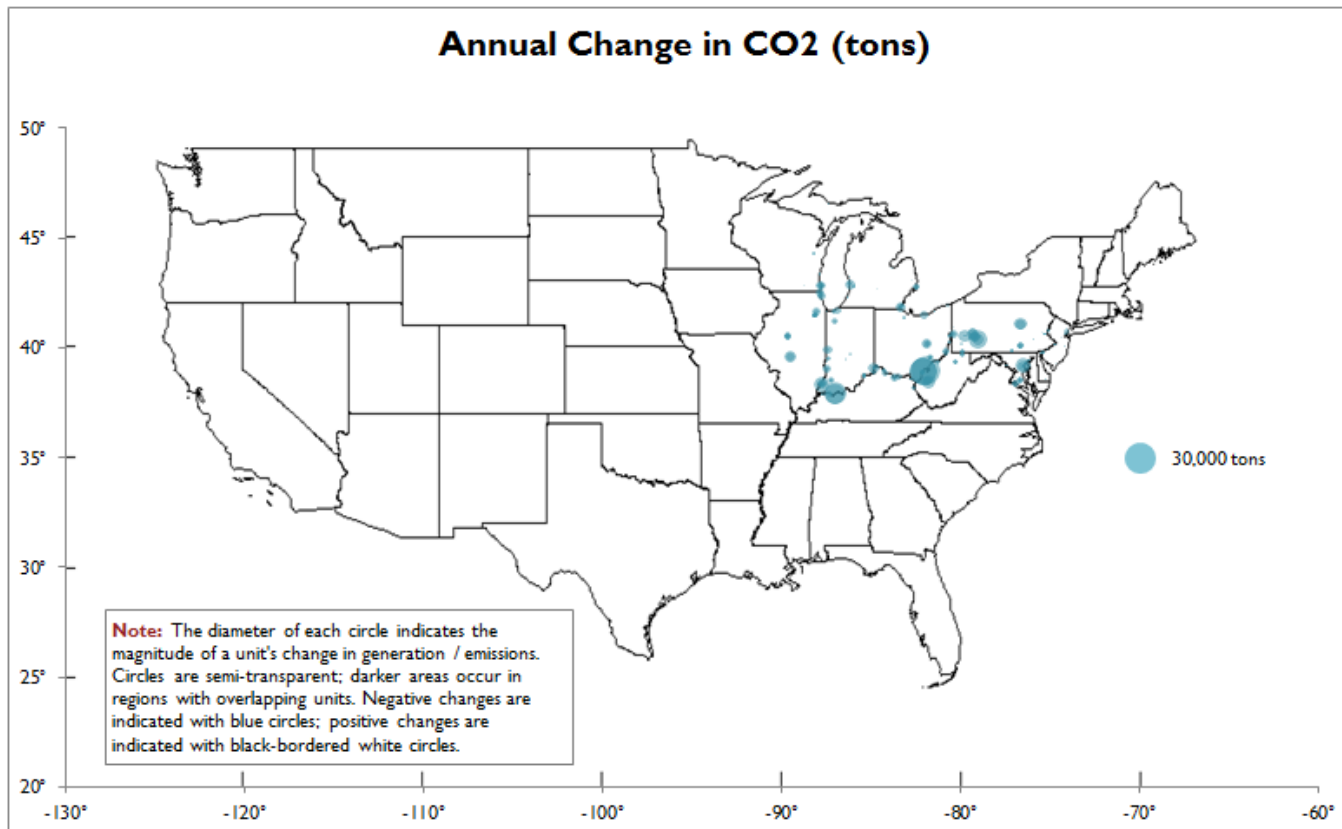 Annual Change in CO2 (tons)
50°
45°
40°
35°
30,000 tons
30°
Note: The diameter of each circle indicates the
magnitude of a unit's change in generation / emissions.
Circles are semi-transparent; darker areas occur in
regions with overlapping units. Negative changes are
indicated with blue circles; positive changes are
indicated with black-bordered white circles.
25°
20°
-130° -120° -110° -100° -90° -80° -70° -60°